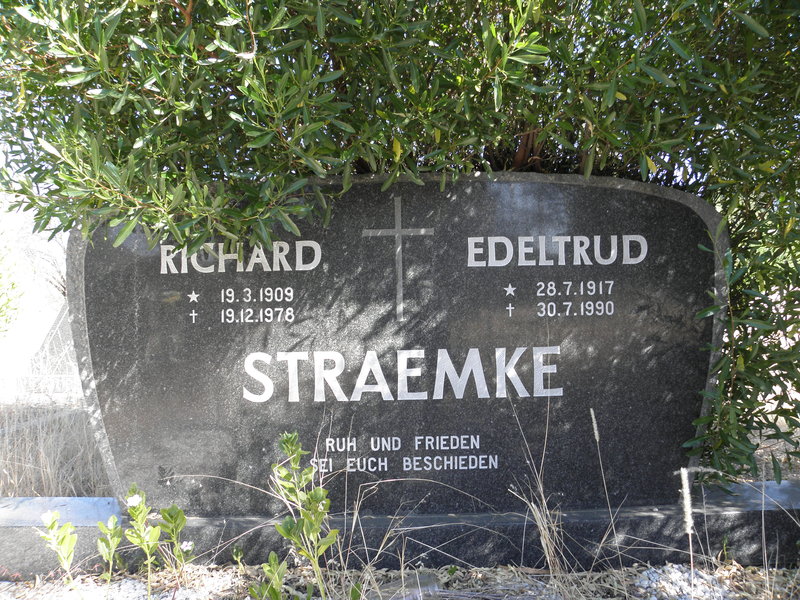 RICHARD
★ 19.3.1909
† 19.12.1978
EDELTRUD
★ 28.7.1917
† 30.7.1990
STRAEMKE
RUH UND FRIEDEN
SEI EUCH BESCHIEDEN